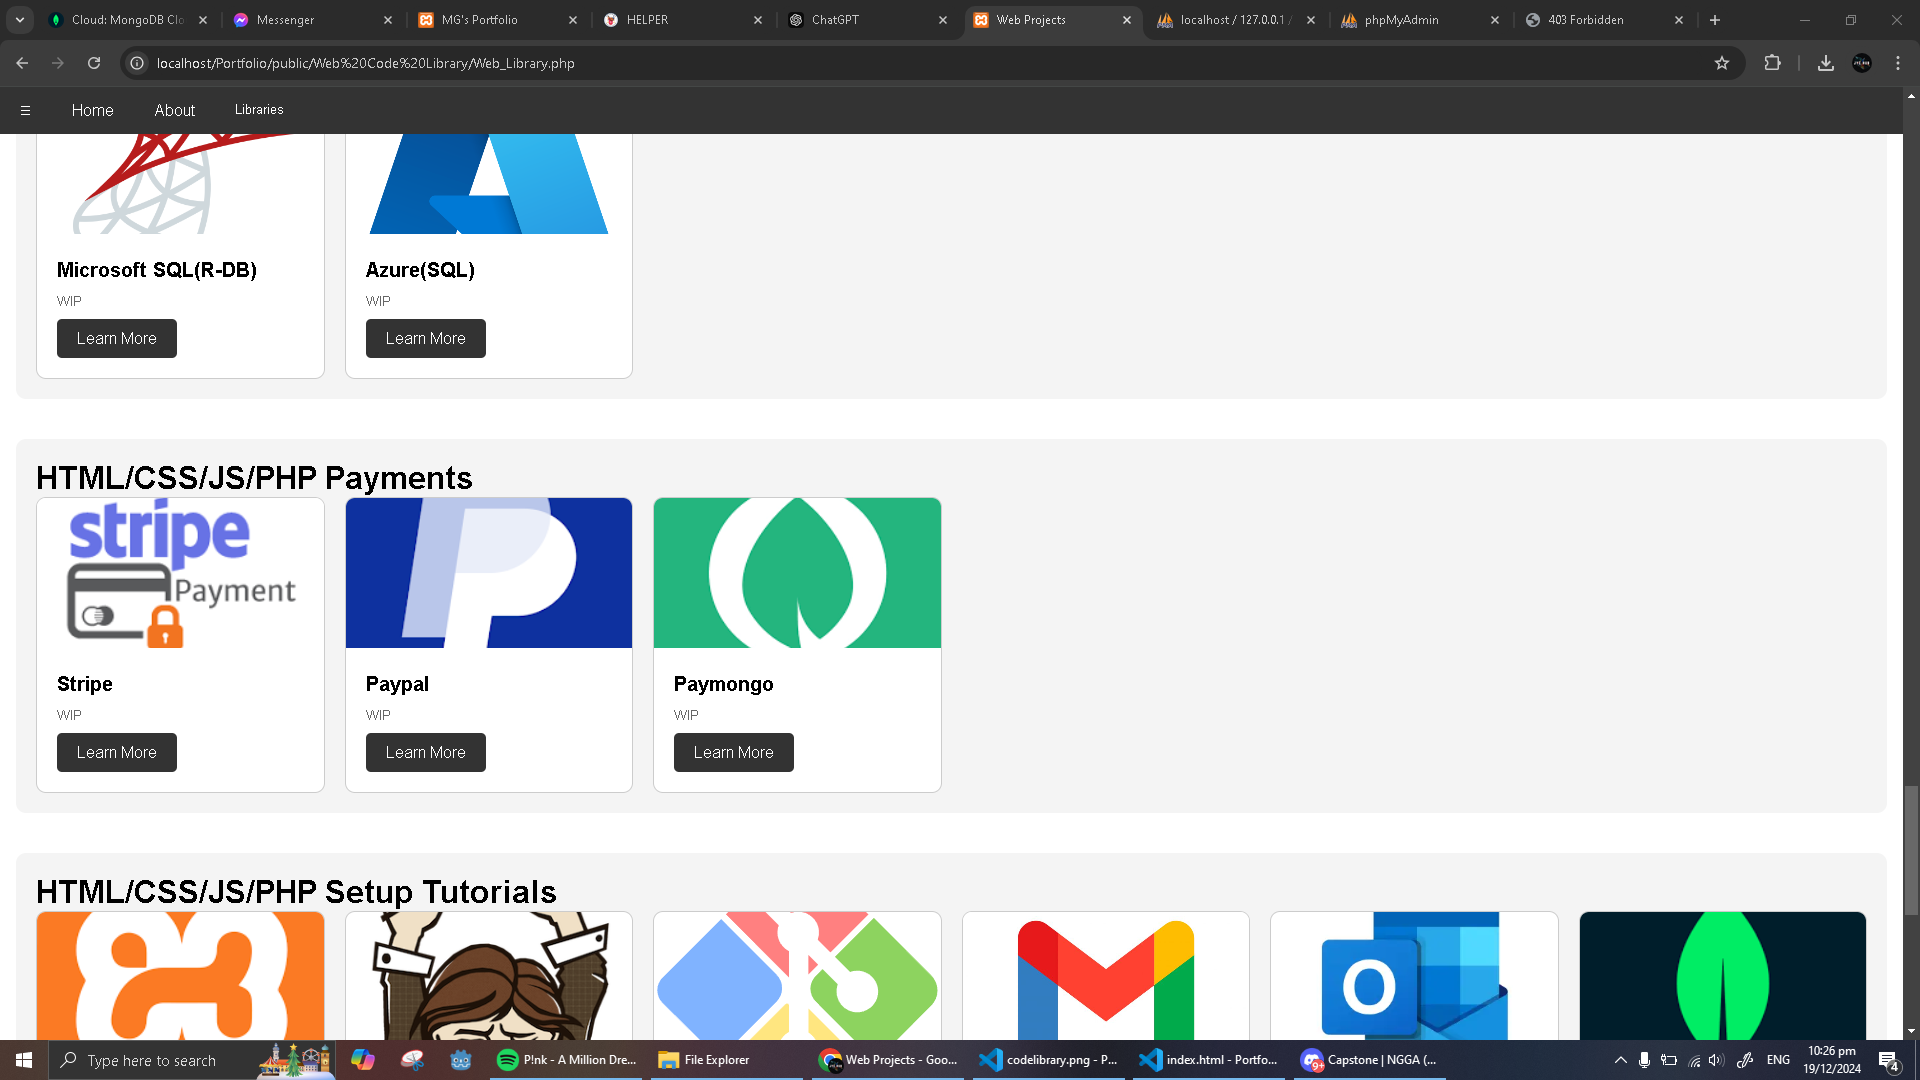 Cloud: MongoDB Clo
Messenger
MG's Portfolio
HELPER
ChatGPT
Web Projects
localhost / 127.0.0.1 /
phpMyAdmin
403 Forbidden
localhost/Portfolio/public/Web%20Code%20Library/Web_Library.php
Home
About
Libraries
Microsoft SQL(R-DB)
WIP
Learn More
Azure(SQL)
WIP
Learn More
HTML/CSS/JS/PHP Payments
stripe
Payment
Stripe
WIP
Learn More
Paypal
WIP
Learn More
Paymongo
WIP
Learn More
HTML/CSS/JS/PHP Setup Tutorials
Type here to search
P!nk - A Million Dre...
File Explorer
Web Projects - Goo...
codelibrary.png - P...
index.html - Portfo...
Capstone | NGGA (...
ENG
10:26 pm
19/12/2024
4